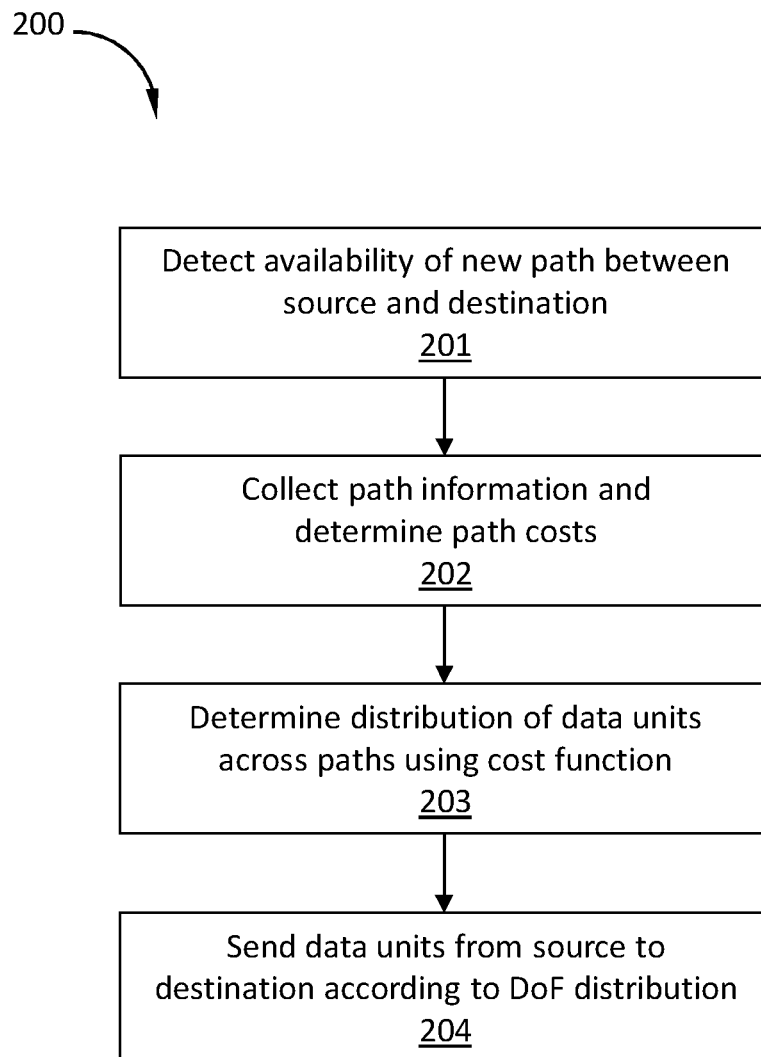 200
Detect availability of new path between
source and destination
201
Collect path information and
determine path costs
202
Determine distribution of data units
across paths using cost function
203
Send data units from source to
destination according to DoF distribution
204